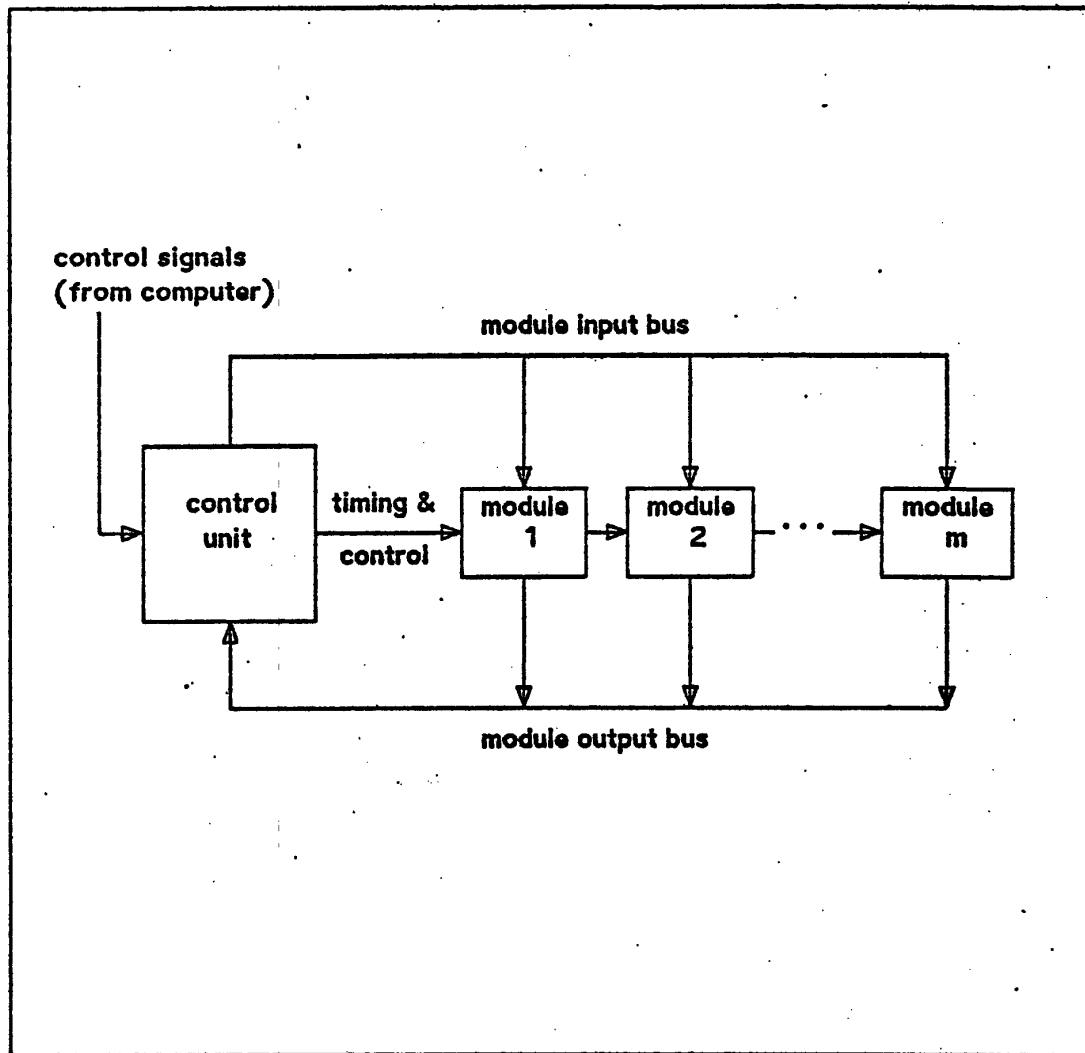 control signals
(from computer)
module input bus
control
unit
timing &
control
module
1
module
2
...
module
m
module output bus